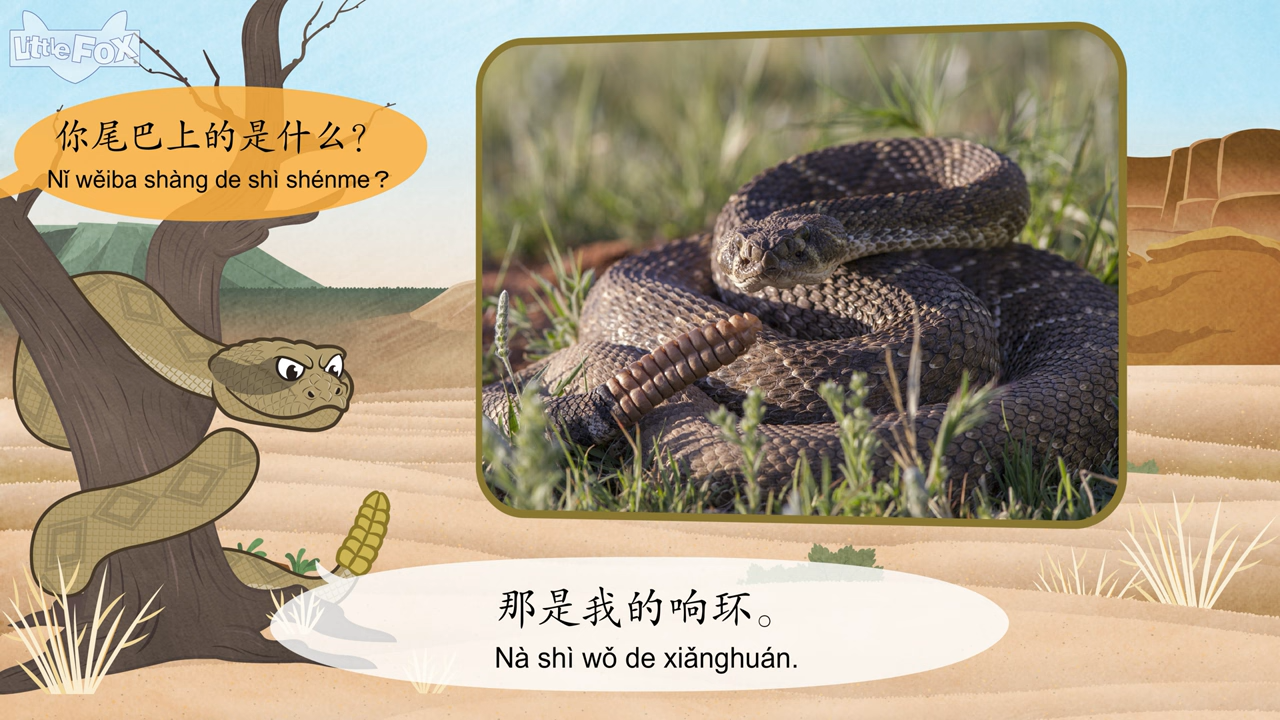 Little Fox
你尾巴上的是什么？
Nǐ wěiba shàng de shì shénme？
那是我的响环。
Nà shì wǒ de xiǎnghuán.